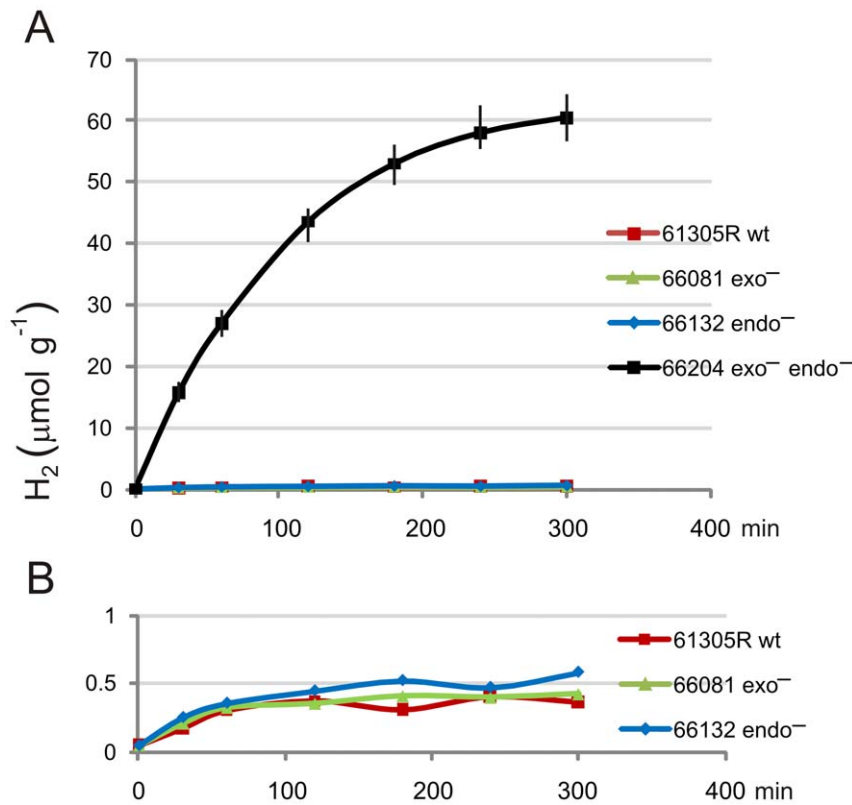 A
70
60
50
40
30
20
10
0
H₂ (μmol g⁻¹)
61305R wt
66081 exo⁻
66132 endo⁻
66204 exo⁻ endo⁻
0 100 200 300 400 min
B
1
0.5
0
61305R wt
66081 exo⁻
66132 endo⁻
0 100 200 300 400 min